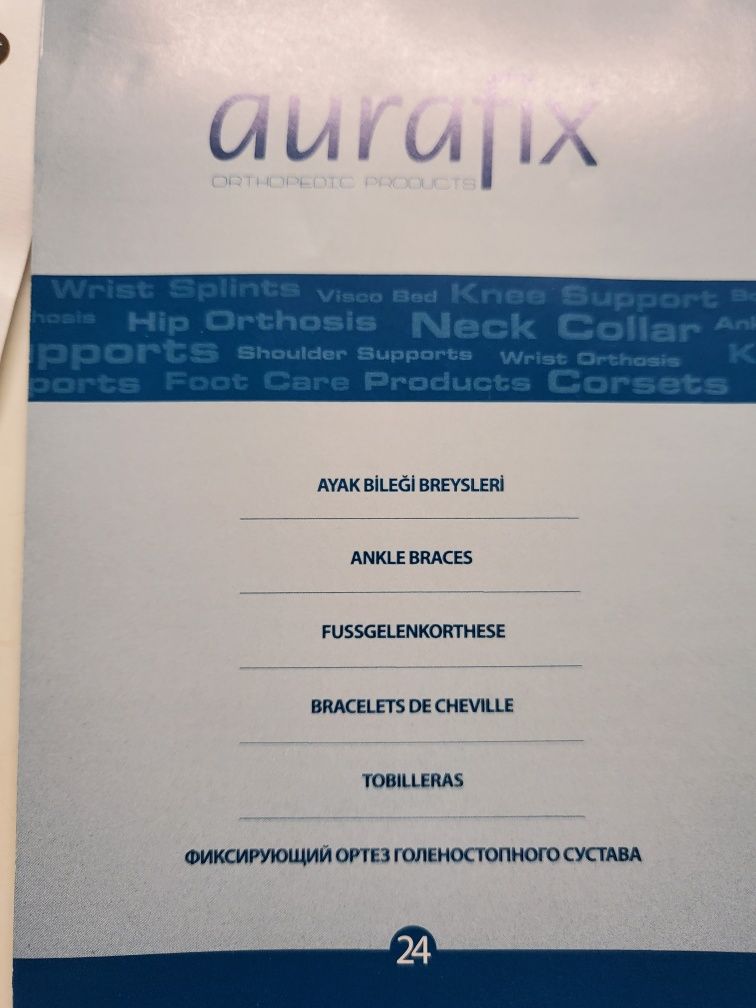 aurafix
ORTHOPEDIC PRODUCTS
Wrist Splints Visco Bed Knee Support
Hip Orthosis Neck Collar
Shoulder Supports Wrist Orthosis
Foot Care Products Corsets
AYAK BİLEĞİ BREYSLERİ
ANKLE BRACES
FUSSGELENKORTHESE
BRACELETS DE CHEVILLE
TOBILLERAS
ФИКСИРУЮЩИЙ ОРТЕЗ ГОЛЕНОСТОПНОГО СУСТАВА
24